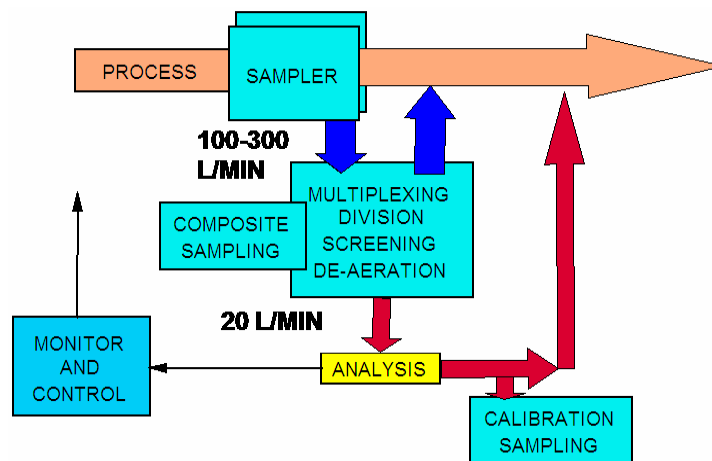 PROCESS
SAMPLER
100-300
L/MIN
MULTIPLEXING
DIVISION
SCREENING
DE-AERATION
COMPOSITE
SAMPLING
20 L/MIN
MONITOR
AND
CONTROL
ANALYSIS
CALIBRATION
SAMPLING